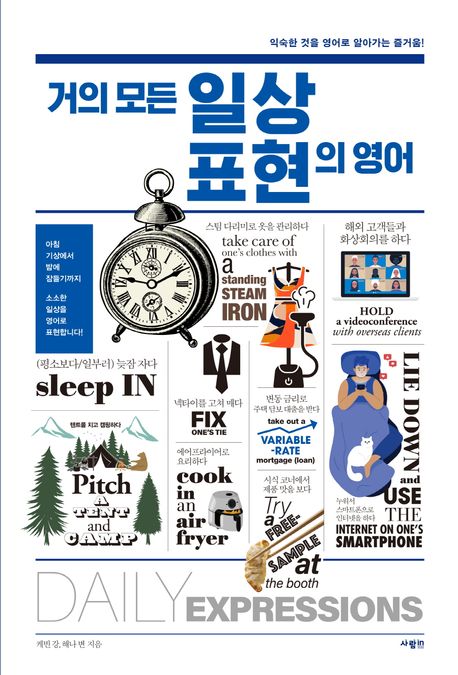 익숙한 것을 영어로 알아가는 즐거움!
거의 모든 일상
표현의 영어
아침
기상에서
밤에
잠들기까지
소소한
일상을
영어로
표현합니다!
스팀 다리미로 옷을 관리하다
take care of
one's clothes with
a
standing
STEAM
IRON
해외 고객들과
화상회의를 하다
HOLD
a videoconference
with overseas clients
(평소보다/일부러) 늦잠 자다
sleep IN
넥타이를 고쳐 매다
FIX
ONE'S TIE
변동 금리로
주택 담보 대출을 받다
take out a
VARIABLE
-RATE
mortgage (loan)
LIE DOWN
and
USE
THE
INTERNET ON ONE'S
SMARTPHONE
누워서
스마트폰으로
인터넷을 하다
텐트를 치고 캠핑하다
Pitch
A
TENT
and
CAMP
에어프라이어로
요리하다
cook
in
an
air
fryer
시식 코너에서
제품 맛을 보다
Try
a
FREE-
SAMPLE
at
the booth
DAILY EXPRESSIONS
케빈 강, 해나 변 지음
사람in